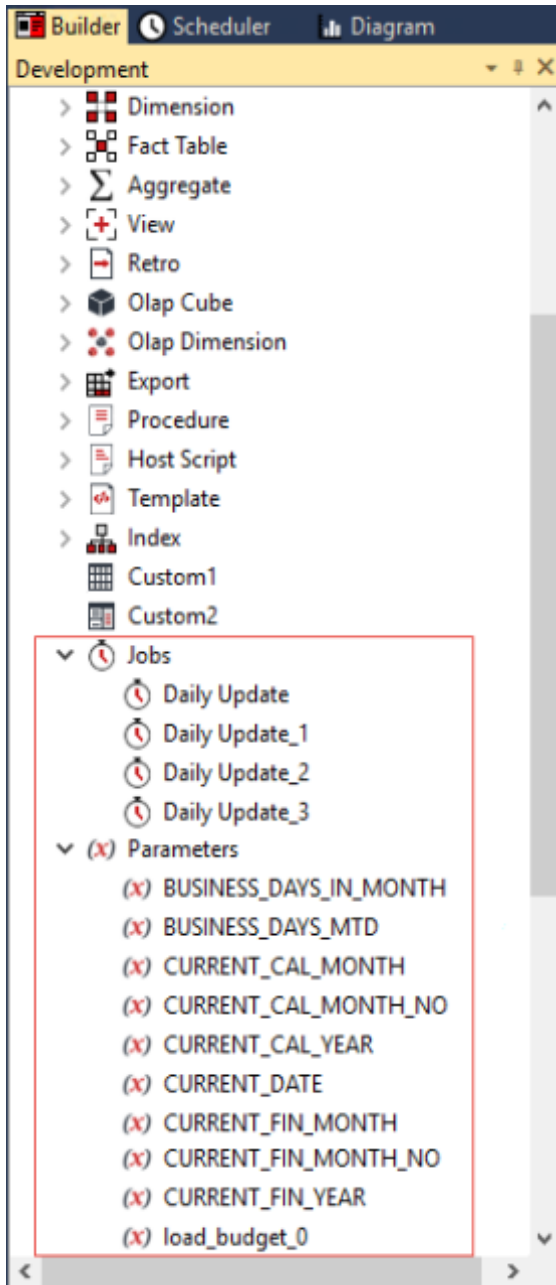 Builder Scheduler Diagram
Development
Dimension
Fact Table
Aggregate
View
Retro
Olap Cube
Olap Dimension
Export
Procedure
Host Script
Template
Index
Custom1
Custom2
Jobs
Daily Update
Daily Update_1
Daily Update_2
Daily Update_3
(x) Parameters
(x) BUSINESS_DAYS_IN_MONTH
(x) BUSINESS_DAYS_MTD
(x) CURRENT_CAL_MONTH
(x) CURRENT_CAL_MONTH_NO
(x) CURRENT_CAL_YEAR
(x) CURRENT_DATE
(x) CURRENT_FIN_MONTH
(x) CURRENT_FIN_MONTH_NO
(x) CURRENT_FIN_YEAR
(x) load_budget_0